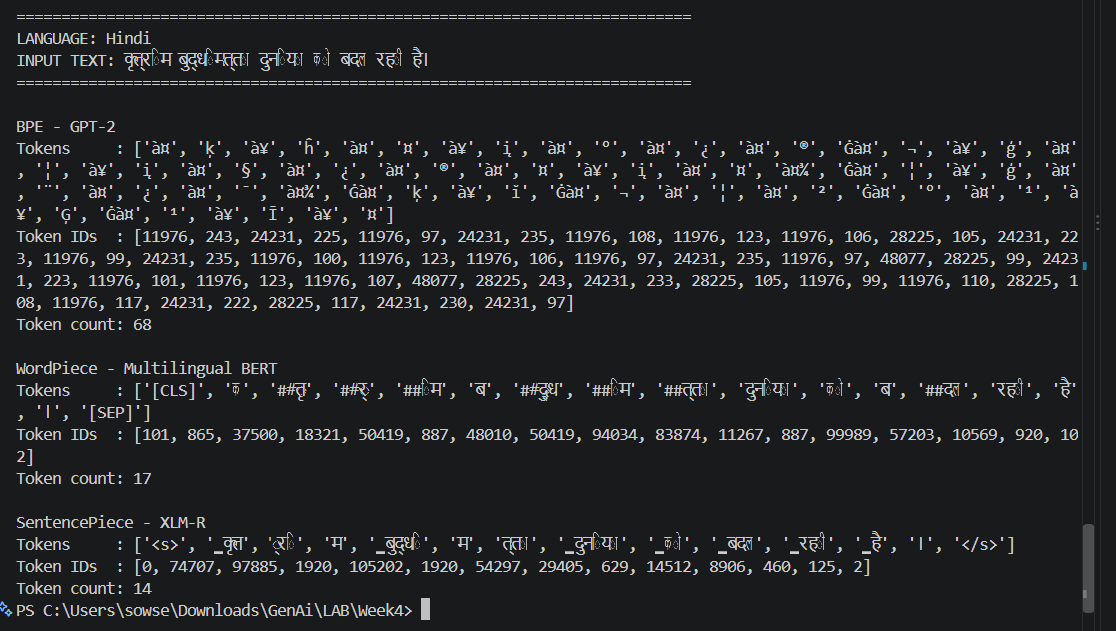 ===========================================================================
LANGUAGE: Hindi
INPUT TEXT: कृत्रिम बुद्धिमत्ता दुनिया को बदल रही है।
===========================================================================
BPE - GPT-2
Tokens     : ['à¤', 'ķ', 'à¥', 'ĥ', 'à¤', '¤', 'à¥', 'į', 'à¤', '°', 'à¤', '¿', 'à¤', '®', 'Ġà¤', '¬', 'à¥', 'ģ', 'à¤
', '¦', 'à¥', 'į', 'à¤', '§', 'à¤', '¿', 'à¤', '®', 'à¤', '¤', 'à¥', 'į', 'à¤', '¤', 'à¤¾', 'Ġà¤', '¦', 'à¥', 'ģ', 'à¤
', '¨', 'à¤', '¿', 'à¤', '¯', 'à¤¾', 'Ġà¤', 'ķ', 'à¥', 'ĭ', 'Ġà¤', '¬', 'à¤', '¦', 'à¤', '²', 'Ġà¤', '°', 'à¤', '¹', 'à
¥', 'Ģ', 'Ġà¤', '¹', 'à¥', 'Ī', 'à¥', '¤']
Token IDs  : [11976, 243, 24231, 225, 11976, 97, 24231, 235, 11976, 108, 11976, 123, 11976, 106, 28225, 105, 24231, 22
3, 11976, 99, 24231, 235, 11976, 100, 11976, 123, 11976, 106, 11976, 97, 24231, 235, 11976, 97, 48077, 28225, 99, 2423
1, 223, 11976, 101, 11976, 123, 11976, 107, 48077, 28225, 243, 24231, 233, 28225, 105, 11976, 99, 11976, 110, 28225, 1
08, 11976, 117, 24231, 222, 28225, 117, 24231, 230, 24231, 97]
Token count: 68
WordPiece - Multilingual BERT
Tokens     : ['[CLS]', 'क', '##ृत', '##्र', '##िम', 'ब', '##ुद्ध', '##िम', '##त्ता', 'दुनिया', 'को', 'ब', '##दल', 'रही', 'है'
, '।', '[SEP]']
Token IDs  : [101, 865, 37500, 18321, 50419, 887, 48010, 50419, 94034, 83874, 11267, 887, 99989, 57203, 10569, 920, 10
2]
Token count: 17
SentencePiece - XLM-R
Tokens     : ['<s>', '▁कृत', '्रि', 'म', '▁बुद्धि', 'म', 'त्ता', '▁दुनिया', '▁को', '▁बदल', '▁रही', '▁है', '।', '</s>']
Token IDs  : [0, 74707, 97885, 1920, 105202, 1920, 54297, 29405, 629, 14512, 8906, 460, 125, 2]
Token count: 14
PS C:\Users\sowse\Downloads\GenAi\LAB\Week4>